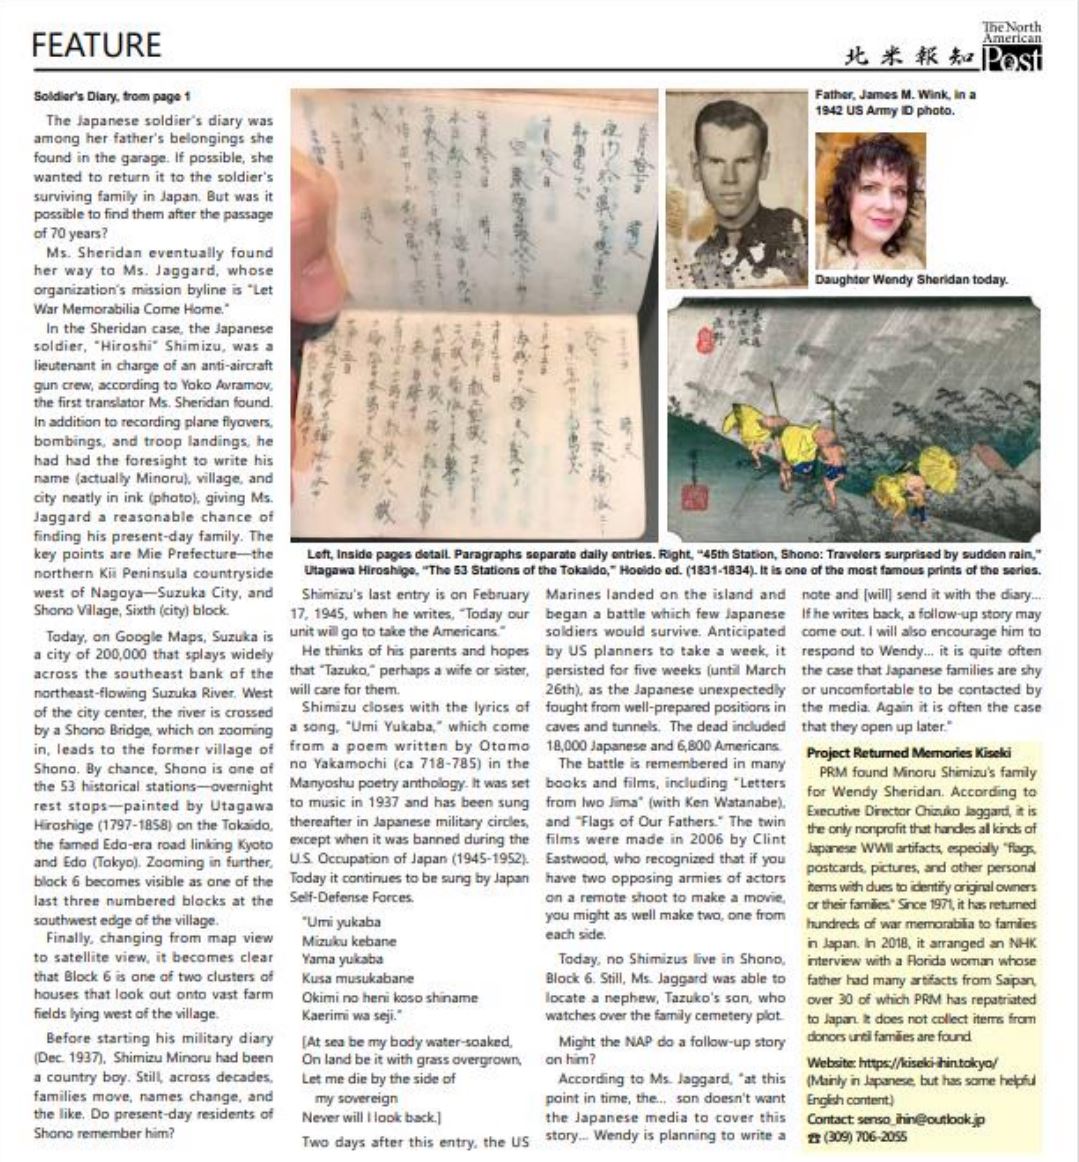 FEATURE
北米報知
The North
American
Post
Soldier's Diary, from page 1
The Japanese soldier's diary was
among her father's belongings she
found in the garage. If possible, she
wanted to return it to the soldier's
surviving family in Japan. But was it
possible to find them after the passage
of 70 years?
Ms. Sheridan eventually found
her way to Ms. Jaggard, whose
organization's mission byline is "Let
War Memorabilia Come Home."
In the Sheridan case, the Japanese
soldier, "Hiroshi" Shimizu, was a
lieutenant in charge of an anti-aircraft
gun crew, according to Yoko Avramov,
the first translator Ms. Sheridan found.
In addition to recording plane flyovers,
bombings, and troop landings, he
had had the foresight to write his
name (actually Minoru), village, and
city neatly in ink (photo), giving Ms.
Jaggard a reasonable chance of
finding his present-day family. The
key points are Mie Prefecture—the
northern Kii Peninsula countryside
west of Nagoya—Suzuka City, and
Shono Village, Sixth (city) block.
Today, on Google Maps, Suzuka is
a city of 200,000 that splays widely
across the southeast bank of the
northeast-flowing Suzuka River. West
of the city center, the river is crossed
by a Shono Bridge, which on zooming
in, leads to the former village of
Shono. By chance, Shono is one of
the 53 historical stations—overnight
rest stops—painted by Utagawa
Hiroshige (1797-1858) on the Tokaido,
the famed Edo-era road linking Kyoto
and Edo (Tokyo). Zooming in further,
block 6 becomes visible as one of the
last three numbered blocks at the
southwest edge of the village.
Finally, changing from map view
to satellite view, it becomes clear
that Block 6 is one of two clusters of
houses that look out onto vast farm
fields lying west of the village.
Before starting his military diary
(Dec. 1937), Shimizu Minoru had been
a country boy. Still, across decades,
families move, names change, and
the like. Do present-day residents of
Shono remember him?
Father, James M. Wink, in a
1942 US Army ID photo.
Daughter Wendy Sheridan today.
Left, Inside pages detail. Paragraphs separate daily entries. Right, "45th Station, Shono: Travelers surprised by sudden rain,"
Utagawa Hiroshige, "The 53 Stations of the Tokaido," Hoeido ed. (1831-1834). It is one of the most famous prints of the series.
Shimizu's last entry is on February
17, 1945, when he writes, "Today our
unit will go to take the Americans."
He thinks of his parents and hopes
that "Tazuko," perhaps a wife or sister,
will care for them.
Shimizu closes with the lyrics of
a song, "Umi Yukaba," which come
from a poem written by Otomo
no Yakamochi (ca 718-785) in the
Manyoshu poetry anthology. It was set
to music in 1937 and has been sung
thereafter in Japanese military circles,
except when it was banned during the
U.S. Occupation of Japan (1945-1952).
Today it continues to be sung by Japan
Self-Defense Forces.
"Umi yukaba
Mizuku kebane
Yama yukaba
Kusa musukabane
Okimi no heni koso shiname
Kaerimi wa seji."
[At sea be my body water-soaked,
On land be it with grass overgrown,
Let me die by the side of
my sovereign
Never will I look back.]
Two days after this entry, the US
Marines landed on the island and
began a battle which few Japanese
soldiers would survive. Anticipated
by US planners to take a week, it
persisted for five weeks (until March
26th), as the Japanese unexpectedly
fought from well-prepared positions in
caves and tunnels. The dead included
18,000 Japanese and 6,800 Americans.
The battle is remembered in many
books and films, including "Letters
from Iwo Jima" (with Ken Watanabe),
and "Flags of Our Fathers." The twin
films were made in 2006 by Clint
Eastwood, who recognized that if you
have two opposing armies of actors
on a remote shoot to make a movie,
you might as well make two, one from
each side.
Today, no Shimizus live in Shono,
Block 6. Still, Ms. Jaggard was able to
locate a nephew, Tazuko's son, who
watches over the family cemetery plot.
Might the NAP do a follow-up story
on him?
According to Ms. Jaggard, "at this
point in time, the... son doesn't want
the Japanese media to cover this
story... Wendy is planning to write a
note and [will] send it with the diary...
If he writes back, a follow-up story may
come out. I will also encourage him to
respond to Wendy... it is quite often
the case that Japanese families are shy
or uncomfortable to be contacted by
the media. Again it is often the case
that they open up later."
Project Returned Memories Kiseki
PRM found Minoru Shimizu's family
for Wendy Sheridan. According to
Executive Director Chizuko Jaggard, it is
the only nonprofit that handles all kinds of
Japanese WWII artifacts, especially "flags,
postcards, pictures, and other personal
items with clues to identify original owners
or their families." Since 1971, it has returned
hundreds of war memorabilia to families
in Japan. In 2018, it arranged an NHK
interview with a Florida woman whose
father had many artifacts from Saipan,
over 30 of which PRM has repatriated
to Japan. It does not collect items from
donors until families are found.
Website: https://kiseki-ihin.tokyo/
(Mainly in Japanese, but has some helpful
English content.)
Contact: senso_ihin@outlook.jp
☎ (309) 706-2055